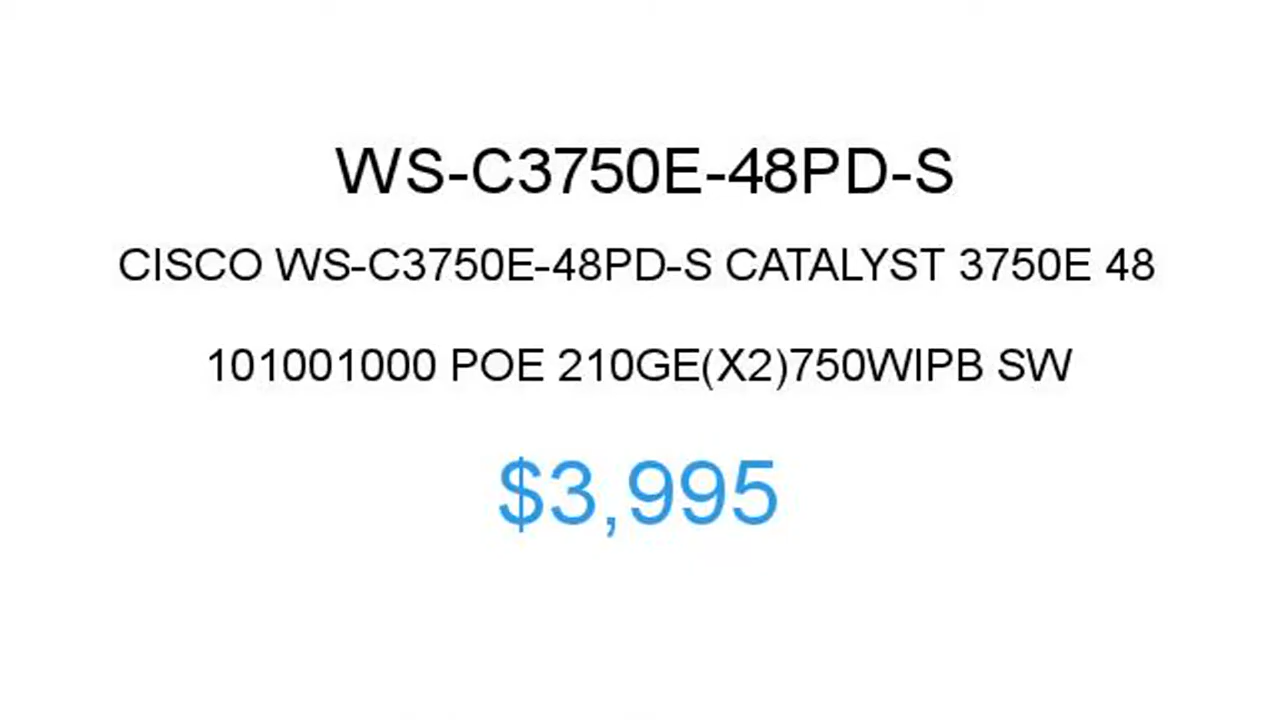 WS-C3750E-48PD-S
CISCO WS-C3750E-48PD-S CATALYST 3750E 48
101001000 POE 210GE(X2)750WIPB SW
$3,995